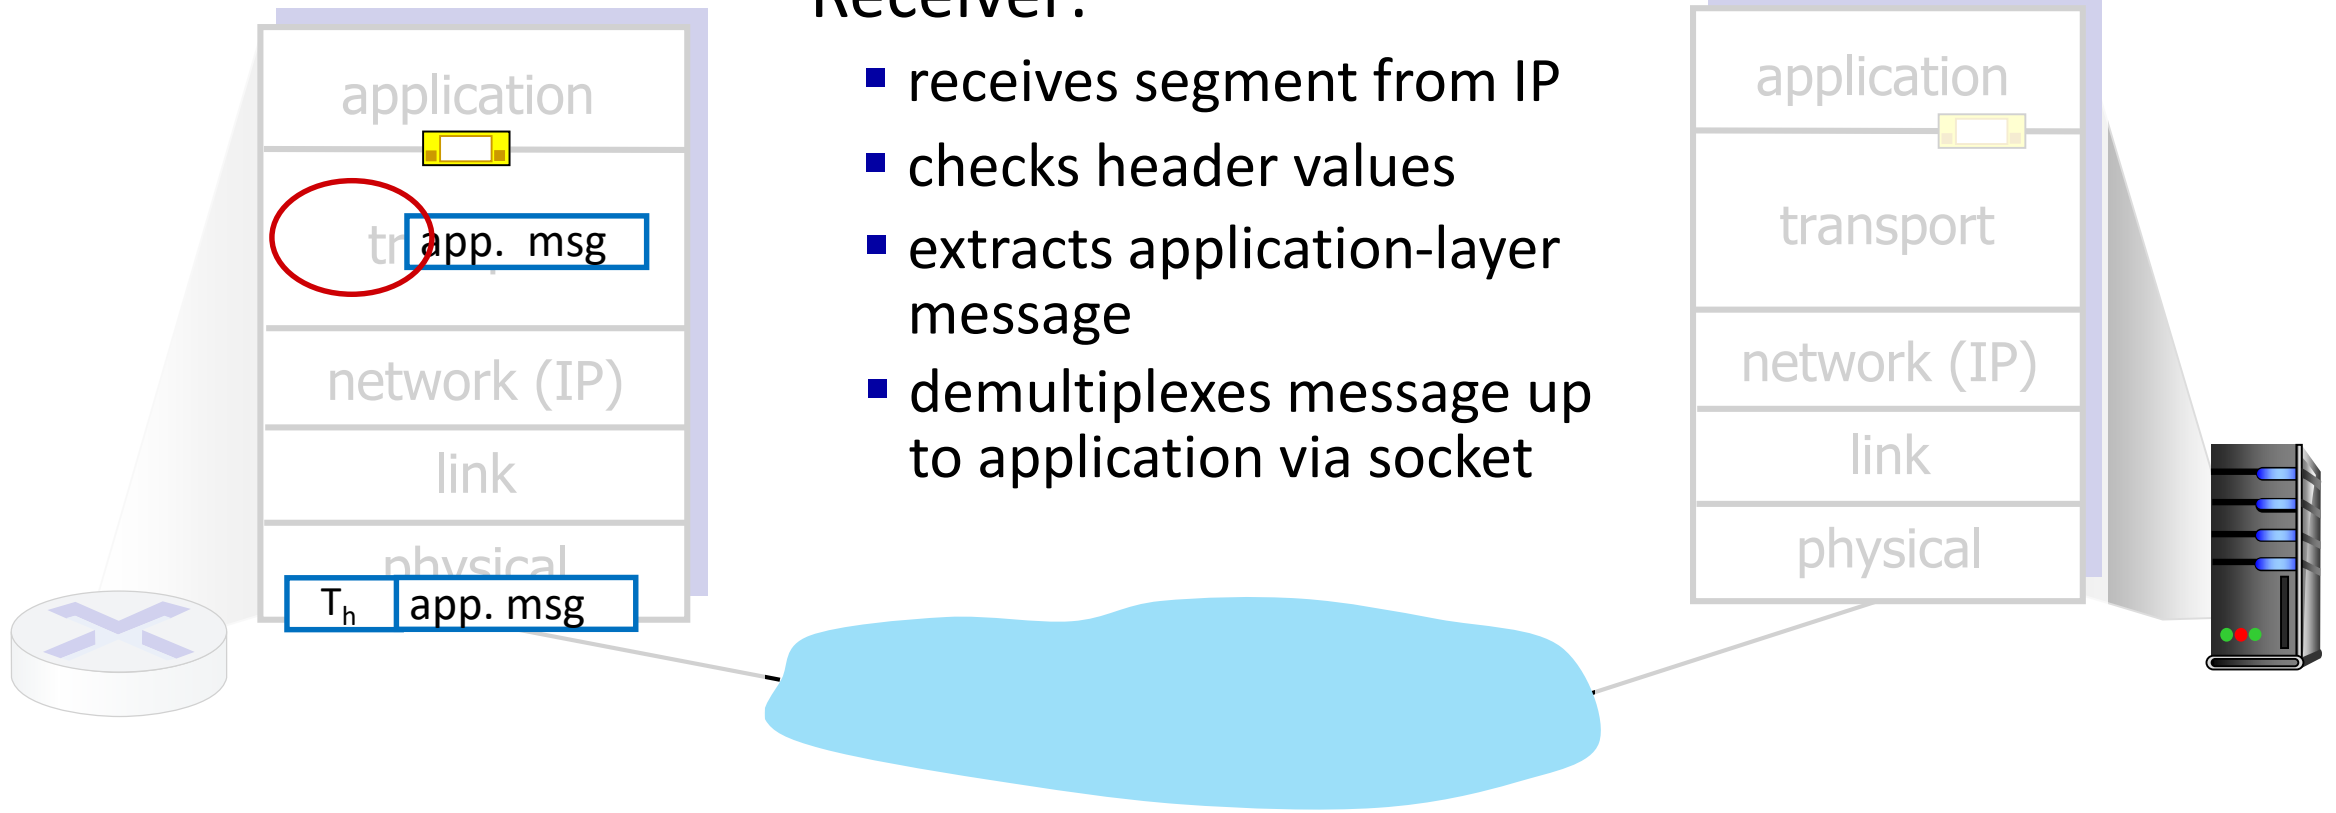 Receiver:
receives segment from IP
checks header values
extracts application-layer
message
demultiplexes message up
to application via socket
application
app. msg
network (IP)
link
physical
Th app. msg
application
transport
network (IP)
link
physical